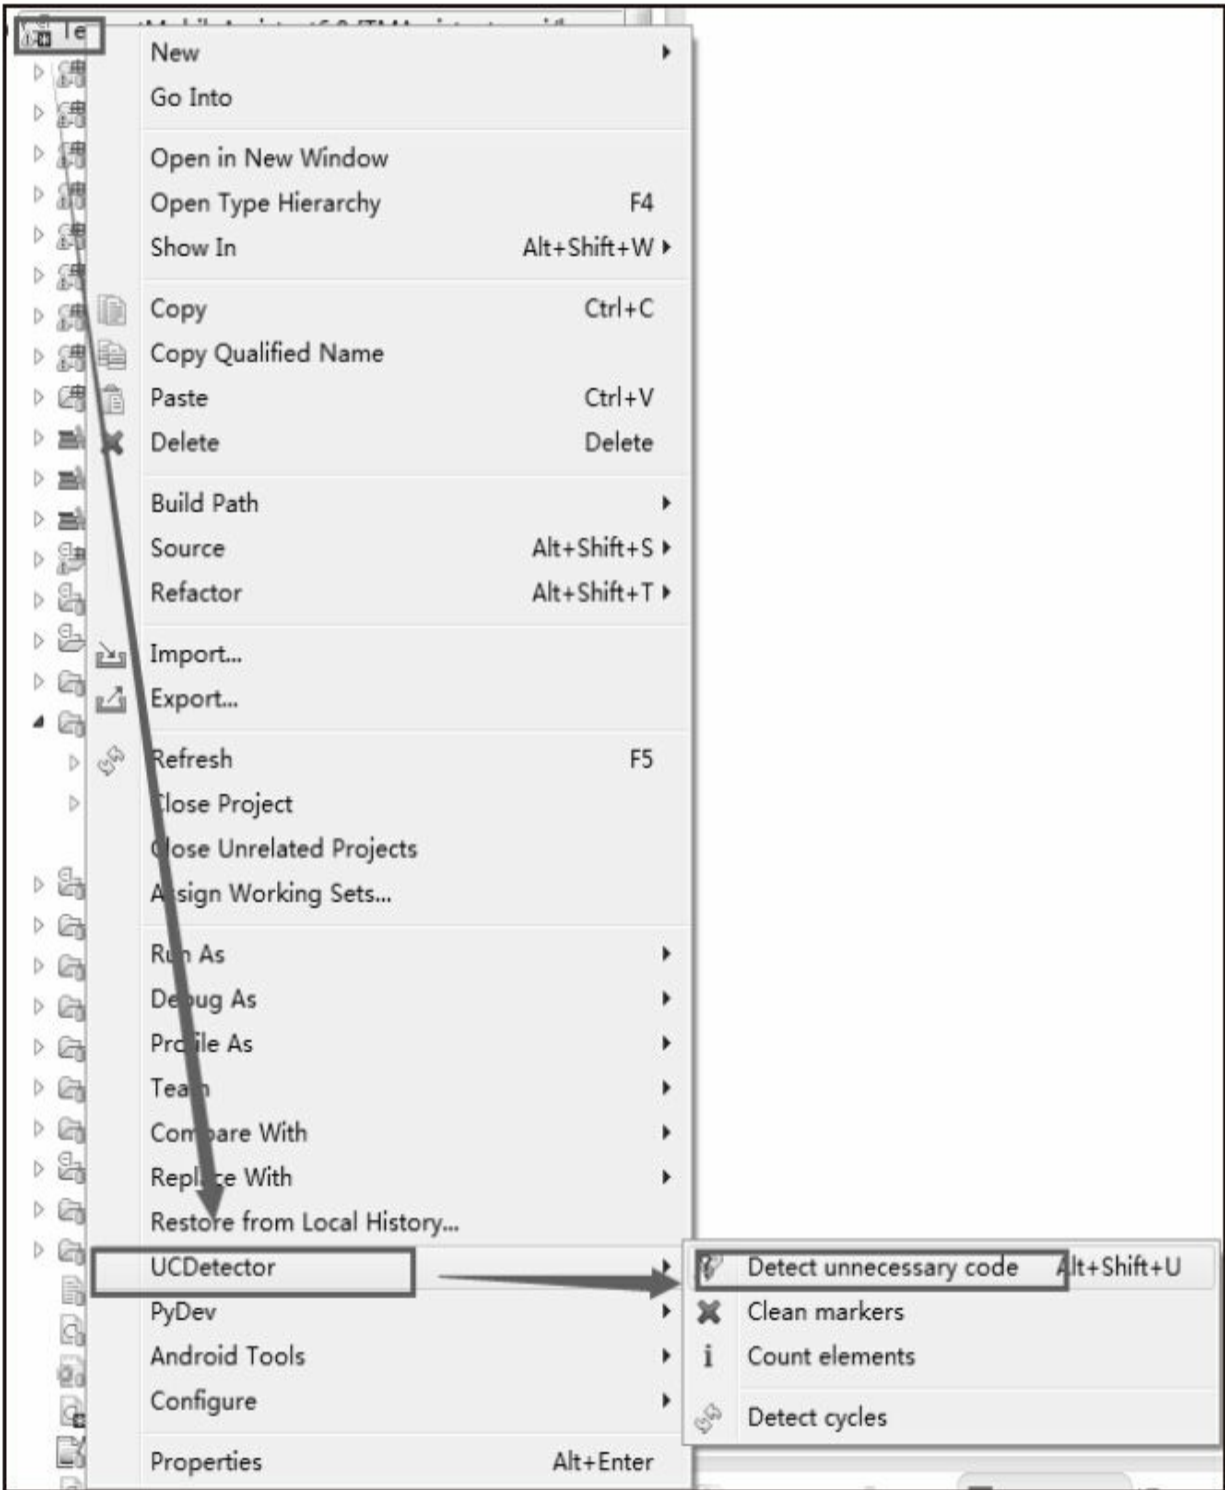 Te
New
Go Into
Open in New Window
Open Type Hierarchy F4
Show In Alt+Shift+W
Copy Ctrl+C
Copy Qualified Name
Paste Ctrl+V
Delete Delete
Build Path
Source Alt+Shift+S
Refactor Alt+Shift+T
Import...
Export...
Refresh F5
Close Project
Close Unrelated Projects
Assign Working Sets...
Run As
Debug As
Profile As
Team
Compare With
Replace With
Restore from Local History...
UCDetector
Detect unnecessary code Alt+Shift+U
PyDev
Clean markers
Android Tools
Count elements
Configure
Detect cycles
Properties Alt+Enter